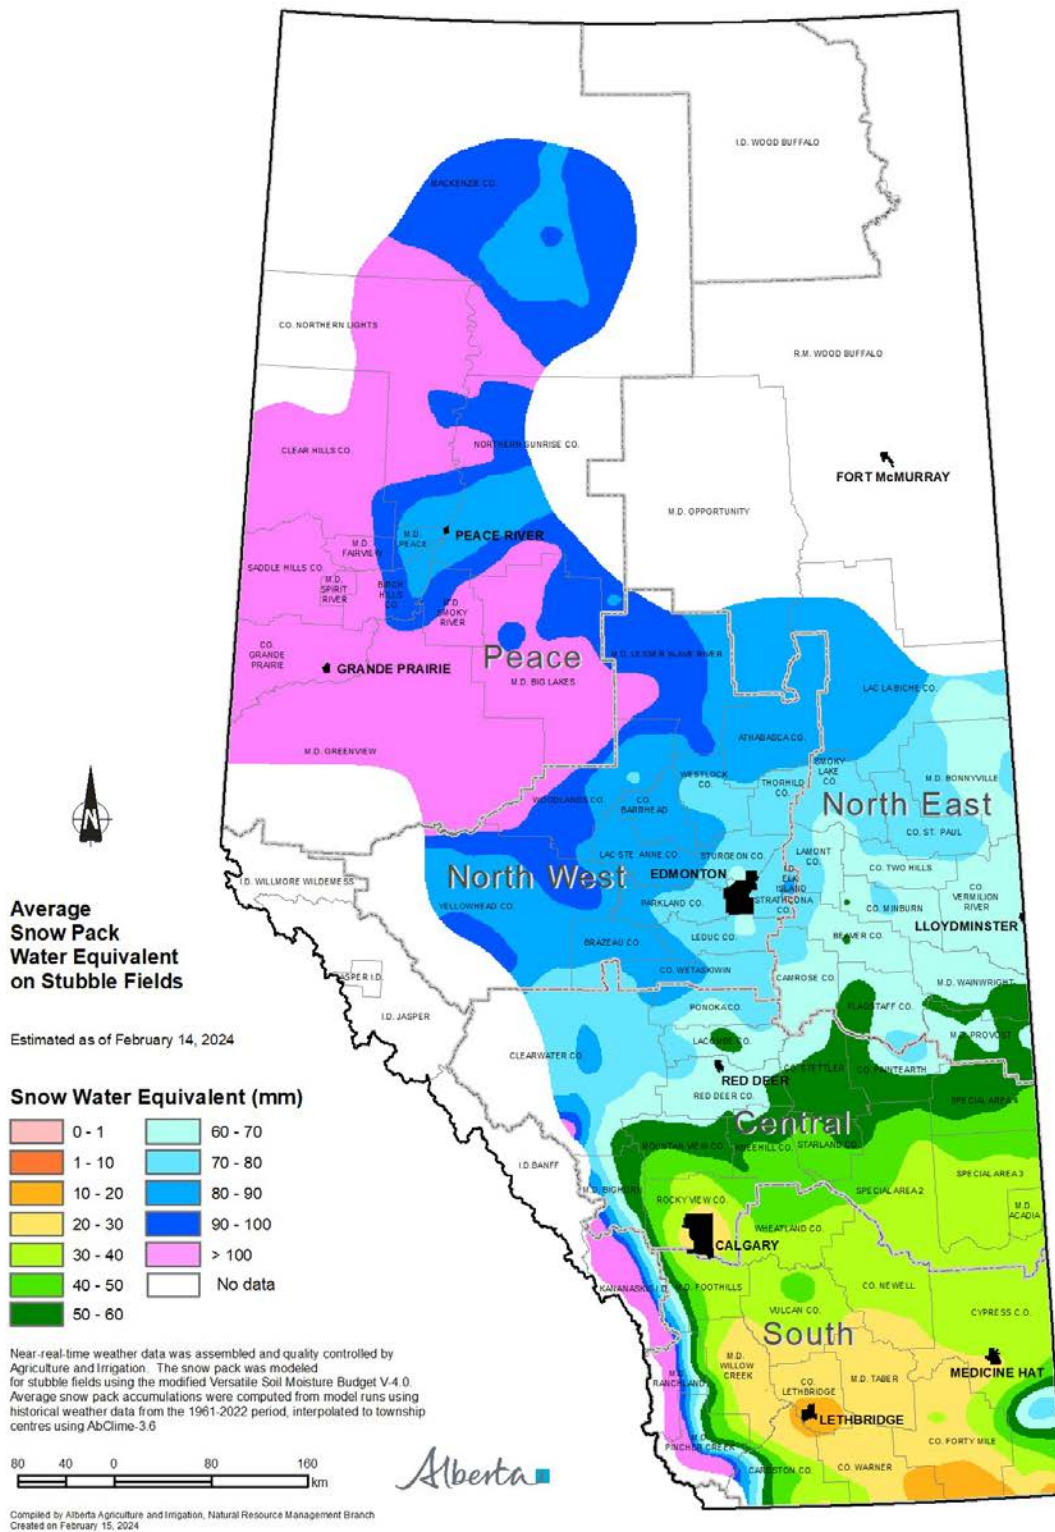 I.D. WOOD BUFFALO
MACKENZIE CO.
CO. NORTHERN LIGHTS
R.M. WOOD BUFFALO
CLEAR HILLS CO.
NORTHERN SUNRISE CO.
FORT McMURRAY
M.D. OPPORTUNITY
M.D.
PEACE
PEACE RIVER
M.D.
FAIRVIEW
SADDLE HILLS CO.
M.D.
SPIRIT
RIVER
BIRCH
HILLS
CO.
M.D.
SMOKY
RIVER
CO.
GRANDE
PRAIRIE
GRANDE PRAIRIE
Peace
M.D. BIG LAKES
M.D. LESSER SLAVE RIVER
LAC LA BICHE CO.
M.D. GREENVIEW
ATHABASCA CO.
SMOKY
LAKE
CO.
M.D. BONNYVILLE
WESTLOCK
CO.
THORHILD
CO.
WOODLANDS CO.
CO.
BARRHEAD
North East
CO. ST. PAUL
N
LAC STE ANNE CO.
STURGEON CO.
LAMONT
CO.
CO. TWO HILLS
North West
EDMONTON
I.D.
ELK
ISLAND
STRATHCONA
CO.
I.D. WILLMORE WILDERNESS
YELLOWHEAD CO.
PARKLAND CO.
CO. MINBURN
CO.
VERMILION
RIVER
LLOYDMINSTER
BRAZEAU CO.
LEDUC CO.
BEAVER CO.
Average
Snow Pack
Water Equivalent
on Stubble Fields
JASPER I.D.
CO. WETASKIWIN
CAMROSE CO.
M.D. WAINWRIGHT
I.D. JASPER
PONOKA CO.
FLAGSTAFF CO.
M.D. PROVOST
Estimated as of February 14, 2024
CLEARWATER CO.
LACOMBE CO.
RED DEER
CO. STETTLER
CO. PAINTEARTH
RED DEER CO.
SPECIAL AREA 4
Central
MOUNTAIN VIEW CO.
KNEEHILL CO.
STARLAND CO.
I.D. BANFF
SPECIAL AREA 3
M.D. BIGHORN
ROCKY VIEW CO.
SPECIAL AREA 2
M.D.
ACADIA
WHEATLAND CO.
CALGARY
KANANASKIS I.D.
M.D. FOOTHILLS
CO. NEWELL
VULCAN CO.
CYPRESS CO.
South
M.D.
WILLOW
CREEK
M.D. TABER
MEDICINE HAT
M.D.
RANCHLAND
CO.
LETHBRIDGE
LETHBRIDGE
M.D.
PINCHER CREEK
CO. FORTY MILE
CARDSTON CO.
CO. WARNER
Snow Water Equivalent (mm)
0 - 1
1 - 10
10 - 20
20 - 30
30 - 40
40 - 50
50 - 60
60 - 70
70 - 80
80 - 90
90 - 100
> 100
No data
Near-real-time weather data was assembled and quality controlled by
Agriculture and Irrigation. The snow pack was modeled
for stubble fields using the modified Versatile Soil Moisture Budget V-4.0.
Average snow pack accumulations were computed from model runs using
historical weather data from the 1961-2022 period, interpolated to township
centres using AbClime-3.6
80 40 0 80 160
km
Alberta
Compiled by Alberta Agriculture and Irrigation, Natural Resource Management Branch
Created on February 15, 2024